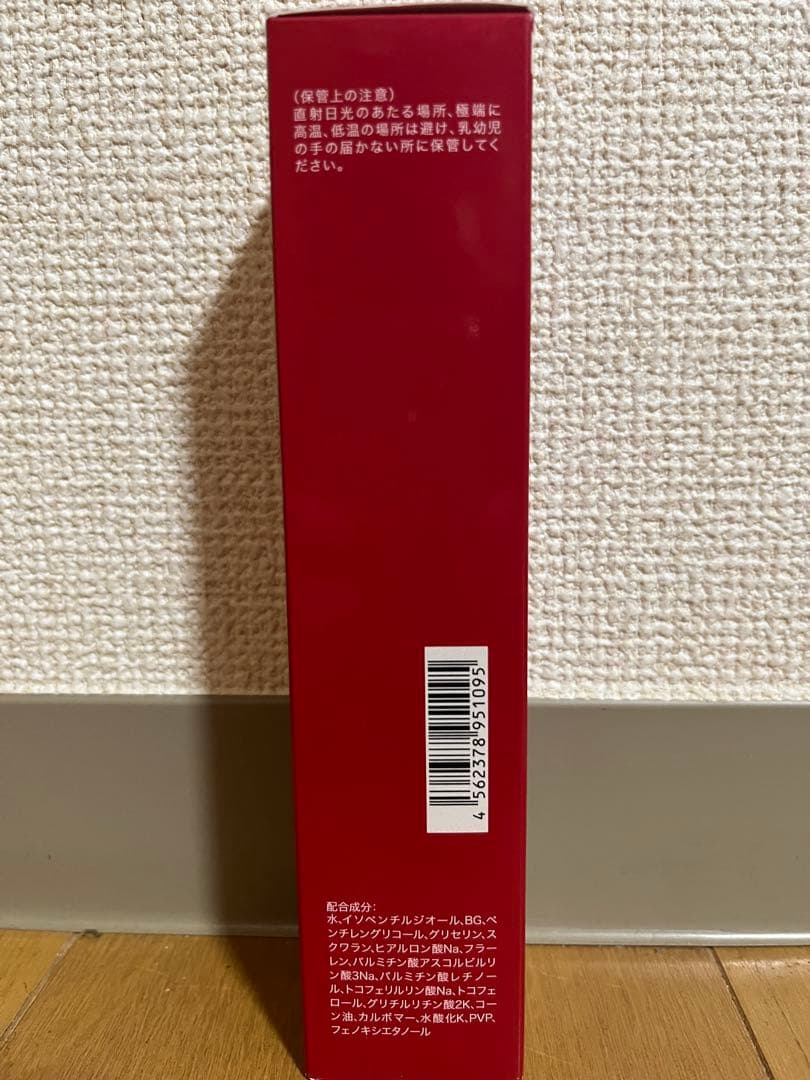 (保管上の注意)
直射日光のあたる場所、極端に
高温、低温の場所は避け、乳幼児
の手の届かない所に保管してく
ださい。
4 562378 951095
配合成分:
水、イソペンチルジオール、BG、ペ
ンチレングリコール、グリセリン、ス
クワラン、ヒアルロン酸Na、フラー
レン、パルミチン酸アスコルビルリ
ン酸3Na、パルミチン酸レチノー
ル、トコフェリルリン酸Na、トコフェ
ロール、グリチルリチン酸2K、コー
ン油、カルボマー、水酸化K、PVP、
フェノキシエタノール